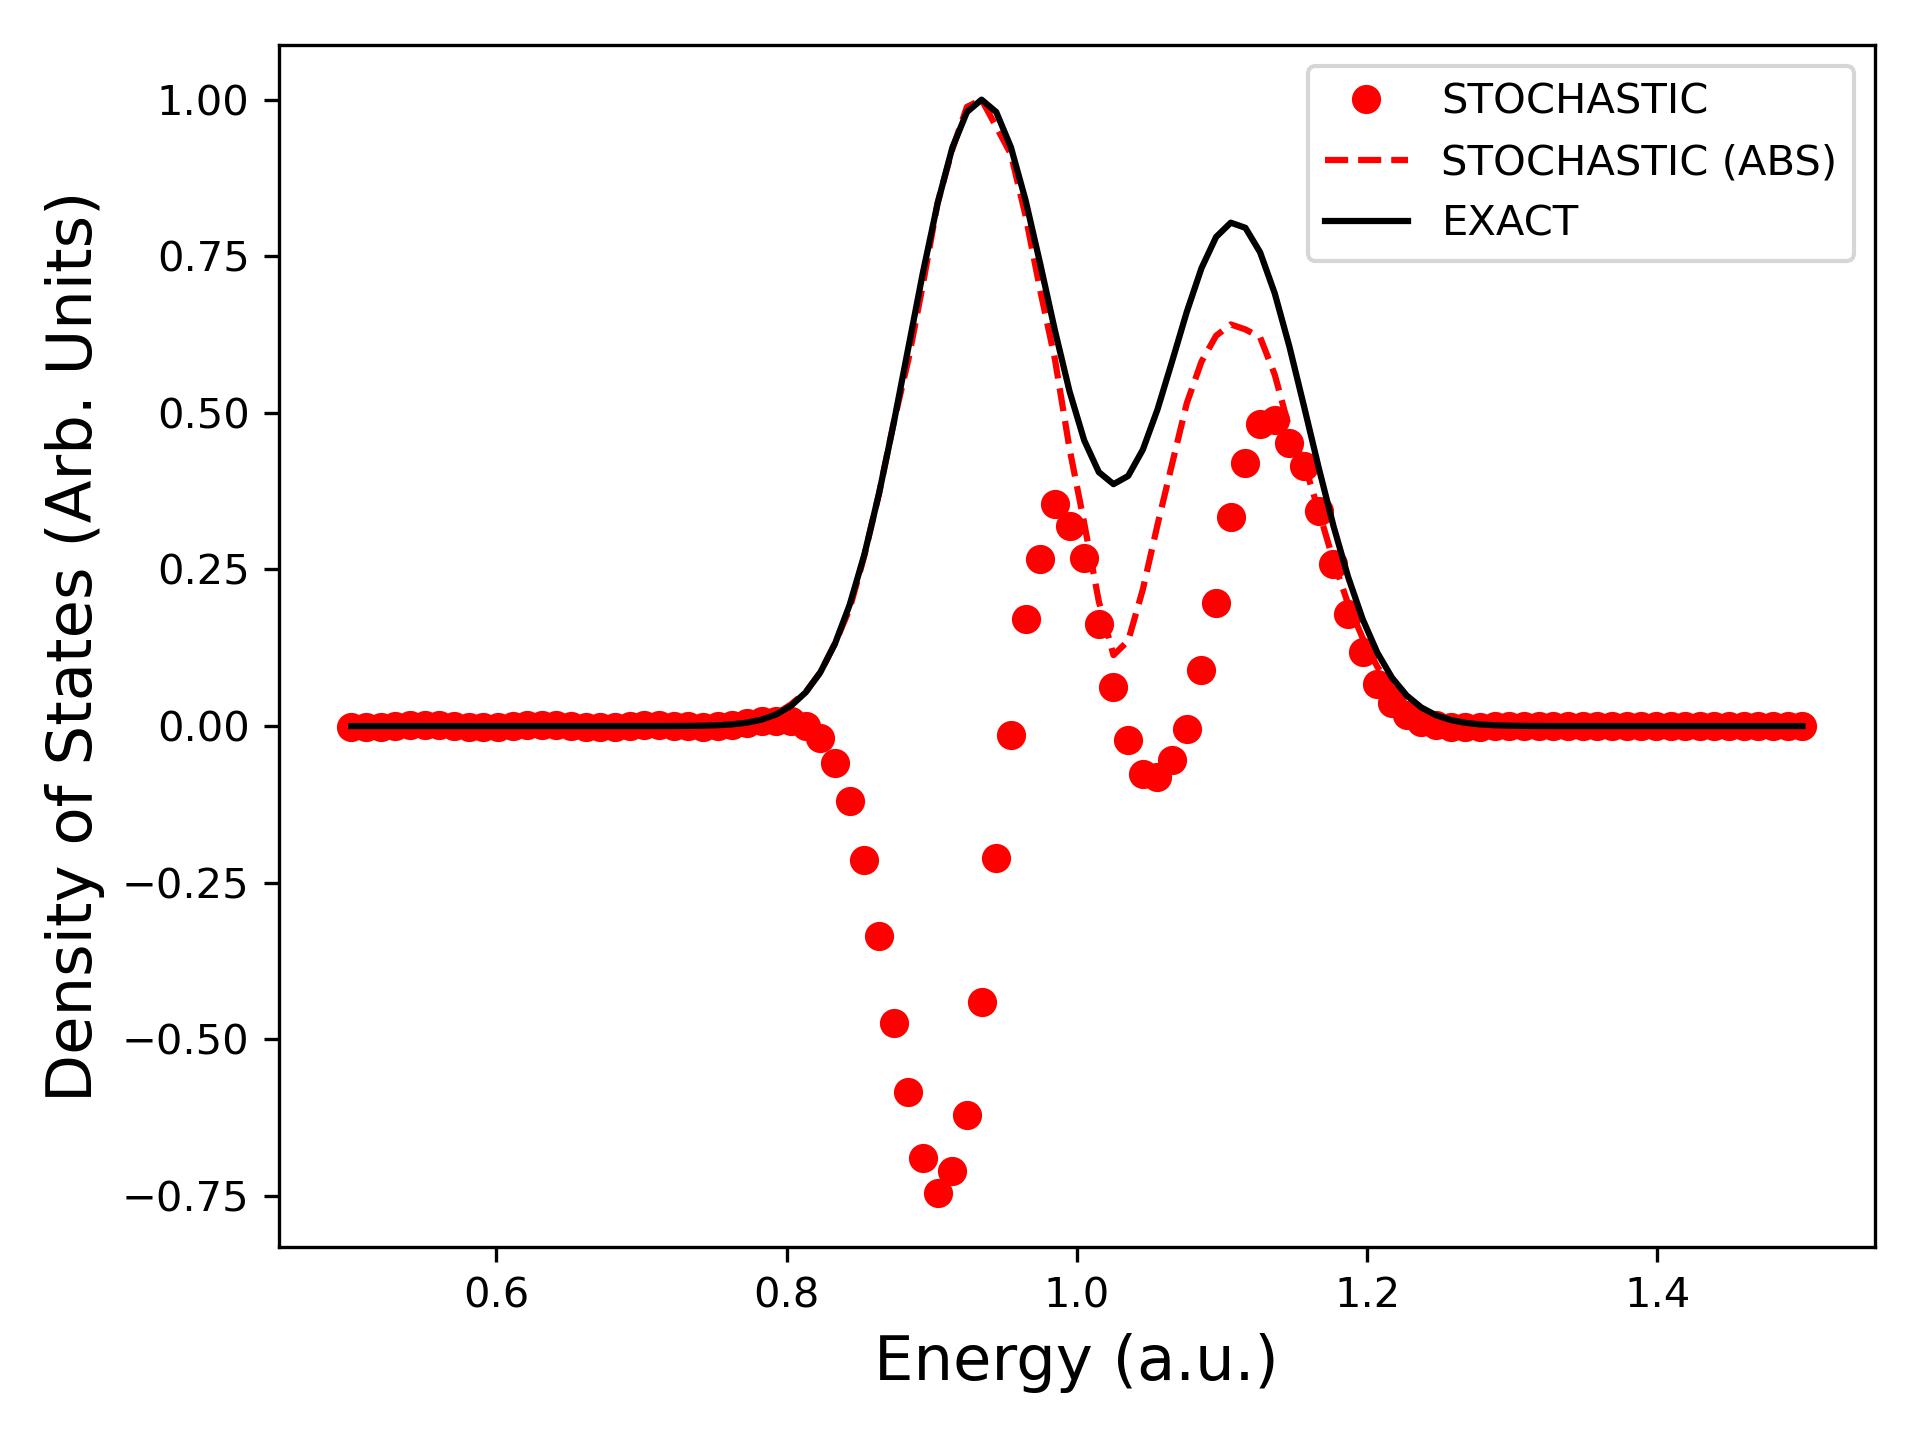 Density of States (Arb. Units)
1.00
0.75
0.50
0.25
0.00
−0.25
−0.50
−0.75
STOCHASTIC
STOCHASTIC (ABS)
EXACT
0.6 0.8 1.0 1.2 1.4
Energy (a.u.)